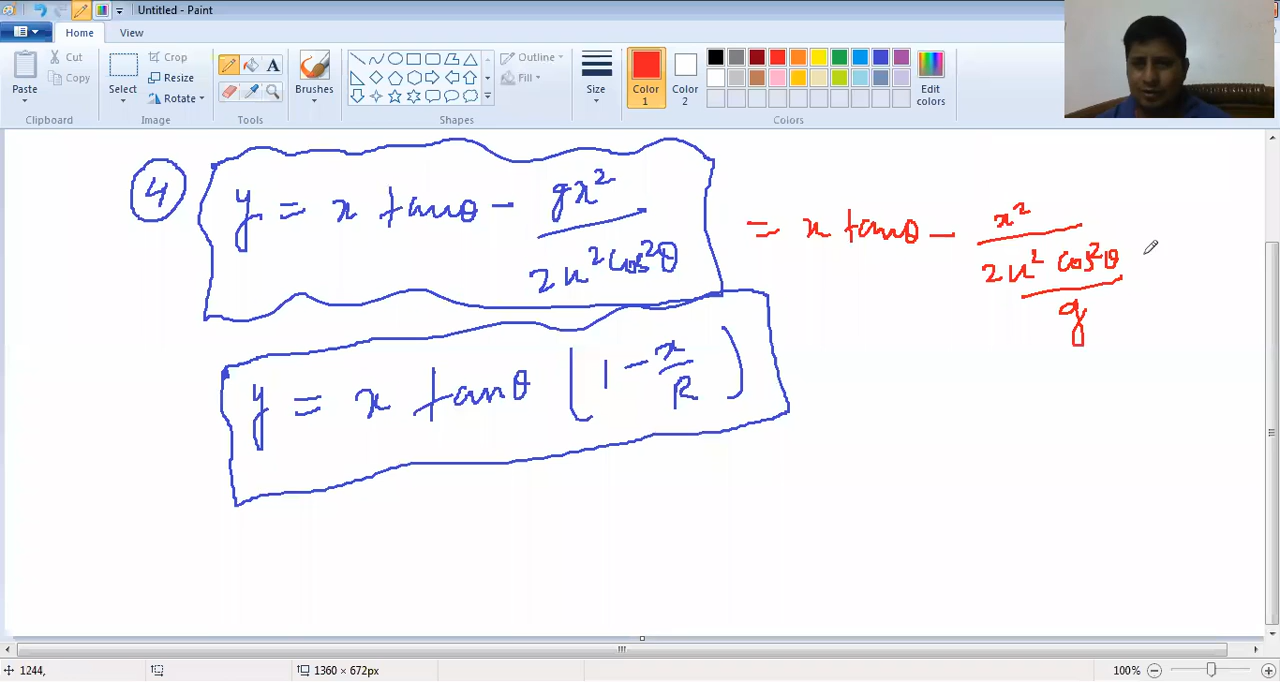 Untitled - Paint
Home View
Paste
Cut
Copy
Clipboard
Select
Crop
Resize
Rotate
Image
Tools
Brushes
Outline
Fill
Shapes
Size
Color 1
Color 2
Edit colors
Colors
④ y = x tanθ - gx² / 2u²cos²θ
= x tanθ - x² / (2u² cos²θ / g)
y = x tanθ (1 - x/R)
1244,
1360 × 672px
100%